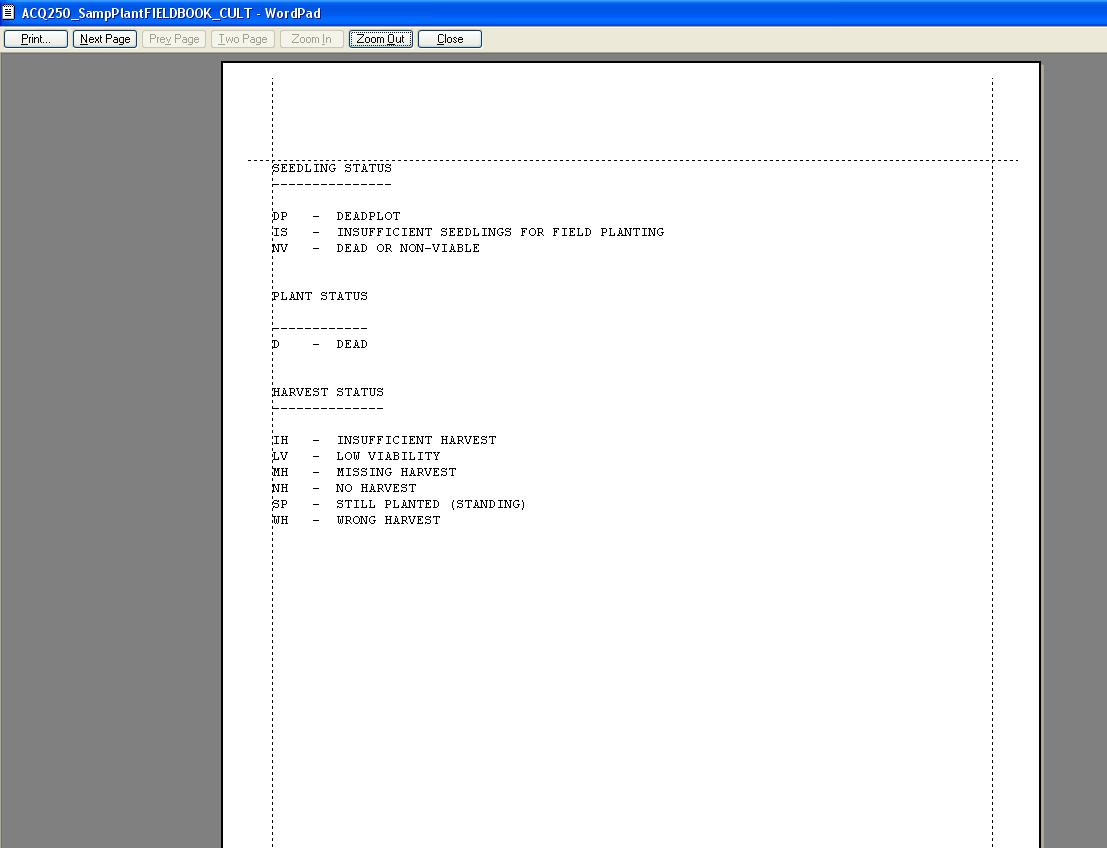 ACQ250_SampPlantFIELDBOOK_CULT - WordPad
Print... Next Page Prev Page Two Page Zoom In Zoom Out Close
SEEDLING STATUS
---------------
DP - DEADPLOT
IS - INSUFFICIENT SEEDLINGS FOR FIELD PLANTING
NV - DEAD OR NON-VIABLE
PLANT STATUS
------------
D - DEAD
HARVEST STATUS
--------------
IH - INSUFFICIENT HARVEST
LV - LOW VIABILITY
MH - MISSING HARVEST
NH - NO HARVEST
SP - STILL PLANTED (STANDING)
WH - WRONG HARVEST